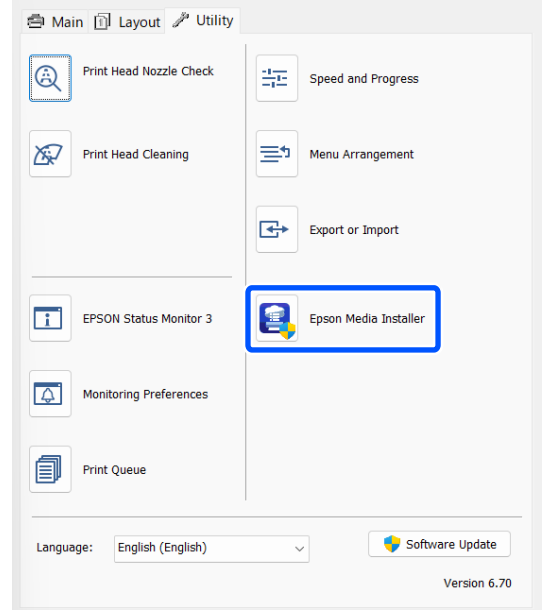 Main
Layout
Utility
Print Head Nozzle Check
Speed and Progress
Print Head Cleaning
Menu Arrangement
Export or Import
EPSON Status Monitor 3
Epson Media Installer
Monitoring Preferences
Print Queue
Language:
English (English)
Software Update
Version 6.70